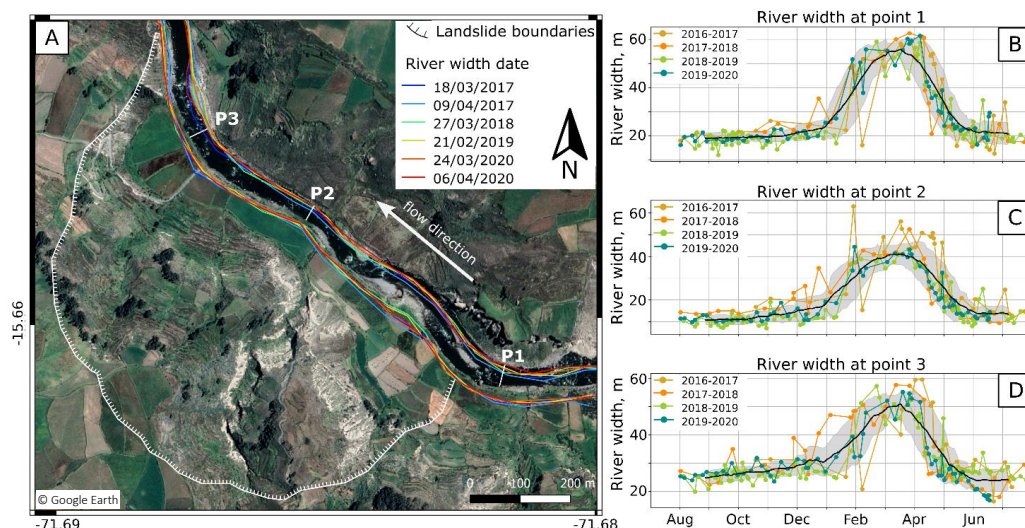 A
Landslide boundaries
River width date
18/03/2017
09/04/2017
27/03/2018
21/02/2019
24/03/2020
06/04/2020
N
P3
P2
P1
flow direction
-15.66
© Google Earth
0 100 200 m
-71.69
-71.68
River width at point 1
B
River width, m
60
40
20
2016-2017
2017-2018
2018-2019
2019-2020
River width at point 2
C
River width, m
60
40
20
2016-2017
2017-2018
2018-2019
2019-2020
River width at point 3
D
River width, m
60
40
20
2016-2017
2017-2018
2018-2019
2019-2020
Aug Oct Dec Feb Apr Jun